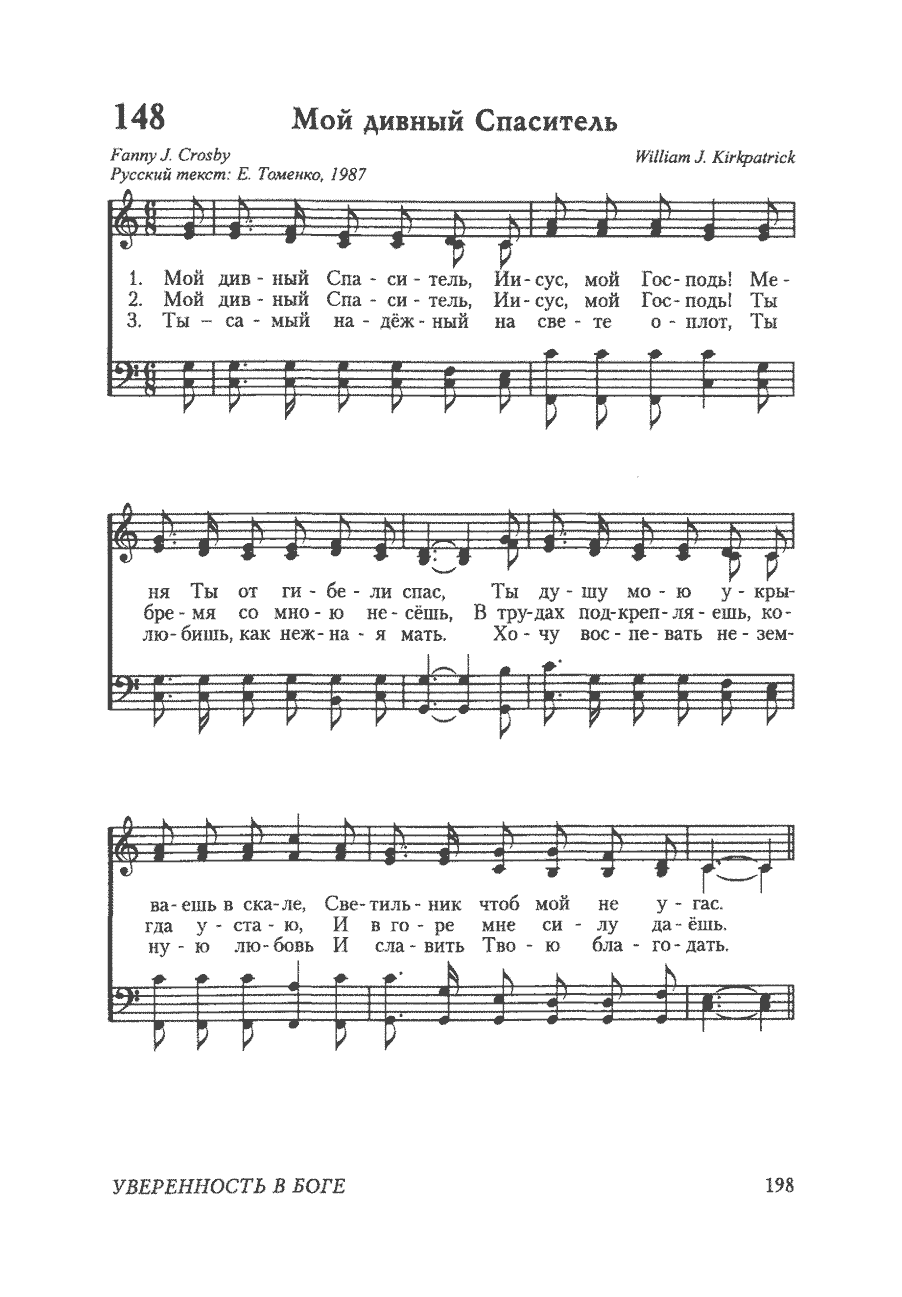 148 Мой дивный Спаситель
Fanny J. Crosby William J. Kirkpatrick
Русский текст: Е. Томенко, 1987
1. Мой див - ный Спа - си - тель, Ии - сус, мой Гос - подь! Ме -
2. Мой див - ный Спа - си - тель, Ии - сус, мой Гос - подь! Ты
3. Ты – са - мый на - дёж - ный на све - те о - плот, Ты
ня Ты от ги - бе - ли спас, Ты ду - шу мо - ю у - кры-
бре - мя со мно - ю не - сёшь, В тру-дах под-креп - ля - ешь, ко -
лю - бишь, как неж - на - я мать. Хо - чу вос - пе - вать не - зем-
ва - ешь в ска-ле, Све-тиль - ник чтоб мой не у - гас.
гда у - ста - ю, И в го - ре мне си - лу да - ёшь.
ну - ю лю - бовь И сла - вить Тво - ю бла - го - дать.
УВЕРЕННОСТЬ В БОГЕ 198